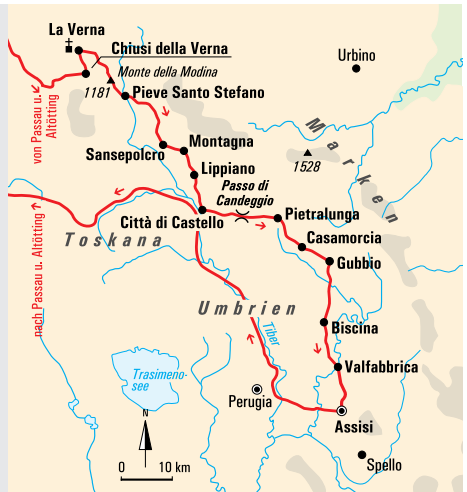 La Verna
Chiusi della Verna
Urbino
Monte della Modina
1181
Pieve Santo Stefano
von Passau u.
Altötting
Marken
Montagna
Sansepolcro
1528
Lippiano
Passo di
Candeggio
Città di Castello
Pietralunga
Toskana
Casamorcia
Gubbio
nach Passau u. Altötting
Umbrien
Biscina
Tiber
Valfabbrica
Trasimeno-
see
Perugia
Assisi
N
Spello
0 10 km